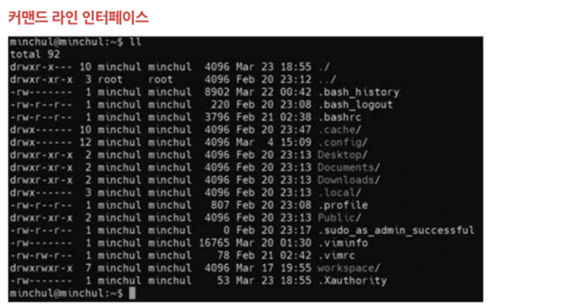 커맨드 라인 인터페이스
minchul@minchul:~$ ll
total 92
drwxr-x--- 10 minchul minchul 4096 Mar 23 18:55 ./
drwxr-xr-x 3 root root 4096 Feb 20 23:12 ../
-rw------- 1 minchul minchul 8902 Mar 22 00:42 .bash_history
-rw-r--r-- 1 minchul minchul 220 Feb 20 23:08 .bash_logout
-rw-r--r-- 1 minchul minchul 3796 Feb 21 02:38 .bashrc
drwx------ 10 minchul minchul 4096 Feb 20 23:47 .cache/
drwx------ 12 minchul minchul 4096 Mar 4 15:09 .config/
drwxr-xr-x 2 minchul minchul 4096 Feb 20 23:13 Desktop/
drwxr-xr-x 2 minchul minchul 4096 Feb 20 23:13 Documents/
drwxr-xr-x 2 minchul minchul 4096 Feb 20 23:13 Downloads/
drwx------ 3 minchul minchul 4096 Feb 20 23:13 .local/
-rw-r--r-- 1 minchul minchul 807 Feb 20 23:08 .profile
drwxr-xr-x 2 minchul minchul 4096 Feb 20 23:13 Public/
-rw-r--r-- 1 minchul minchul 0 Feb 20 23:17 .sudo_as_admin_successful
-rw------- 1 minchul minchul 16765 Mar 20 01:30 .viminfo
-rw-rw-r-- 1 minchul minchul 78 Feb 21 02:42 .vimrc
drwxrwxr-x 7 minchul minchul 4096 Mar 17 19:55 workspace/
-rw------- 1 minchul minchul 53 Mar 23 18:55 .Xauthority
minchul@minchul:~$